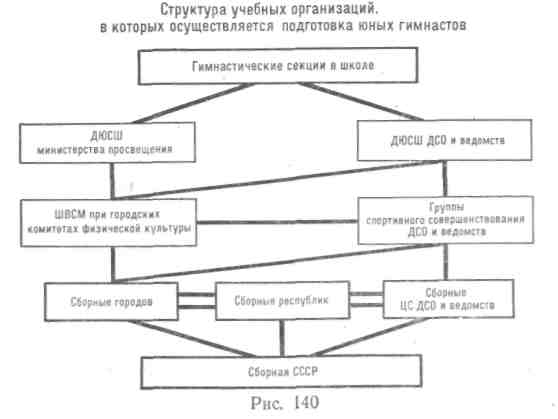 Структура учебных организаций.
в которых осуществляется подготовка юных гимнастов
Гимнастические секции в школе
ДЮСШ
министерства просвещения
ДЮСШ ДСО и ведомств
ШВСМ при городских
комитетах физической культуры
Группы
спортивного совершенствования
ДСО и ведомств
Сборные городов
Сборные республик
Сборные
ЦС ДСО и ведомств
Сборная СССР
Рис. 140